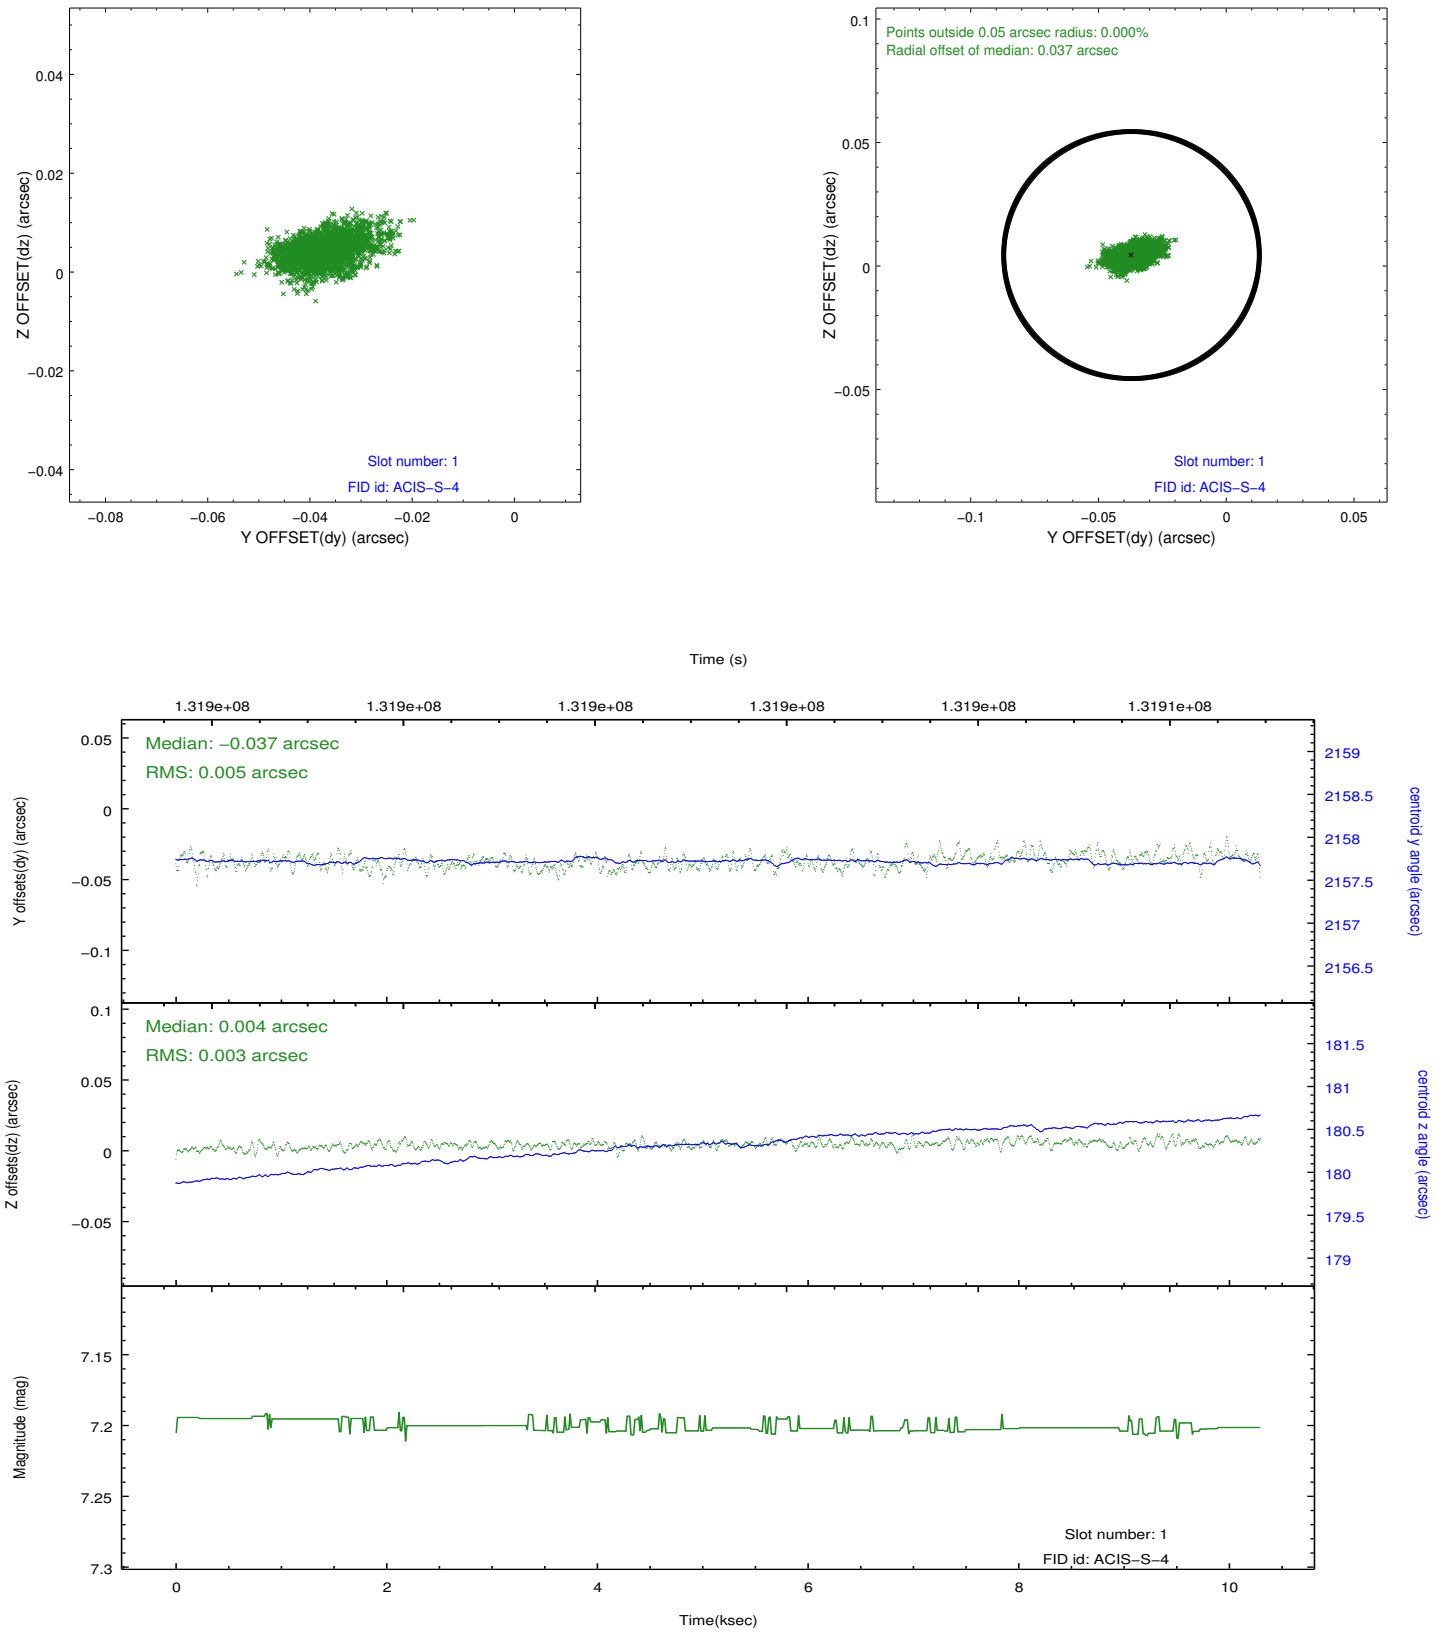 0.04
0.02
0
−0.02
−0.04
Z OFFSET(dz) (arcsec)
Slot number: 1
FID id: ACIS−S−4
−0.08 −0.06 −0.04 −0.02 0
Y OFFSET(dy) (arcsec)
Points outside 0.05 arcsec radius: 0.000%
Radial offset of median: 0.037 arcsec
0.1
0.05
0
−0.05
Z OFFSET(dz) (arcsec)
Slot number: 1
FID id: ACIS−S−4
−0.1 −0.05 0 0.05
Y OFFSET(dy) (arcsec)
Time (s)
1.319e+08 1.319e+08 1.319e+08 1.319e+08 1.319e+08 1.3191e+08
Median: −0.037 arcsec
RMS: 0.005 arcsec
0.05
0
−0.05
−0.1
Y offsets(dy) (arcsec)
2159
2158.5
2158
2157.5
2157
2156.5
centroid y angle (arcsec)
Median: 0.004 arcsec
RMS: 0.003 arcsec
0.1
0.05
0
−0.05
Z offsets(dz) (arcsec)
181.5
181
180.5
180
179.5
179
centroid z angle (arcsec)
7.15
7.2
7.25
7.3
Magnitude (mag)
Slot number: 1
FID id: ACIS−S−4
0 2 4 6 8 10
Time(ksec)